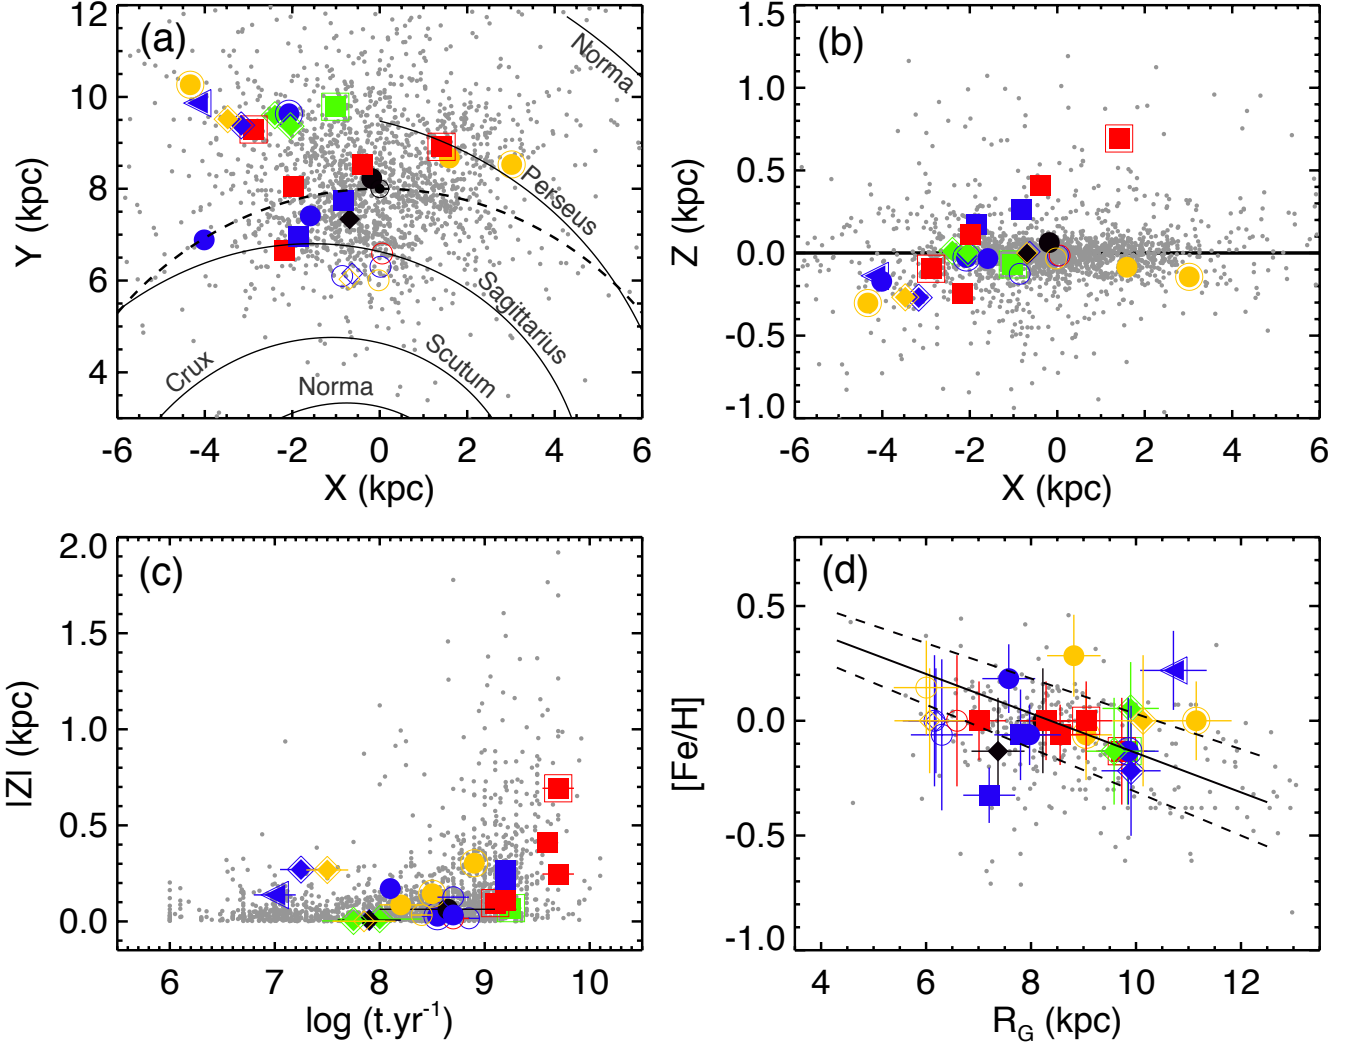 (a)
12
10
8
6
4
Y (kpc)
Norma
Perseus
Sagittarius
Scutum
Crux
Norma
-6 -4 -2 0 2 4 6
X (kpc)
(b)
1.5
1.0
0.5
0.0
-0.5
-1.0
Z (kpc)
-6 -4 -2 0 2 4 6
X (kpc)
(c)
2.0
1.5
1.0
0.5
0.0
|Z| (kpc)
6 7 8 9 10
log (t.yr⁻¹)
(d)
0.5
0.0
-0.5
-1.0
[Fe/H]
4 6 8 10 12
R_G (kpc)